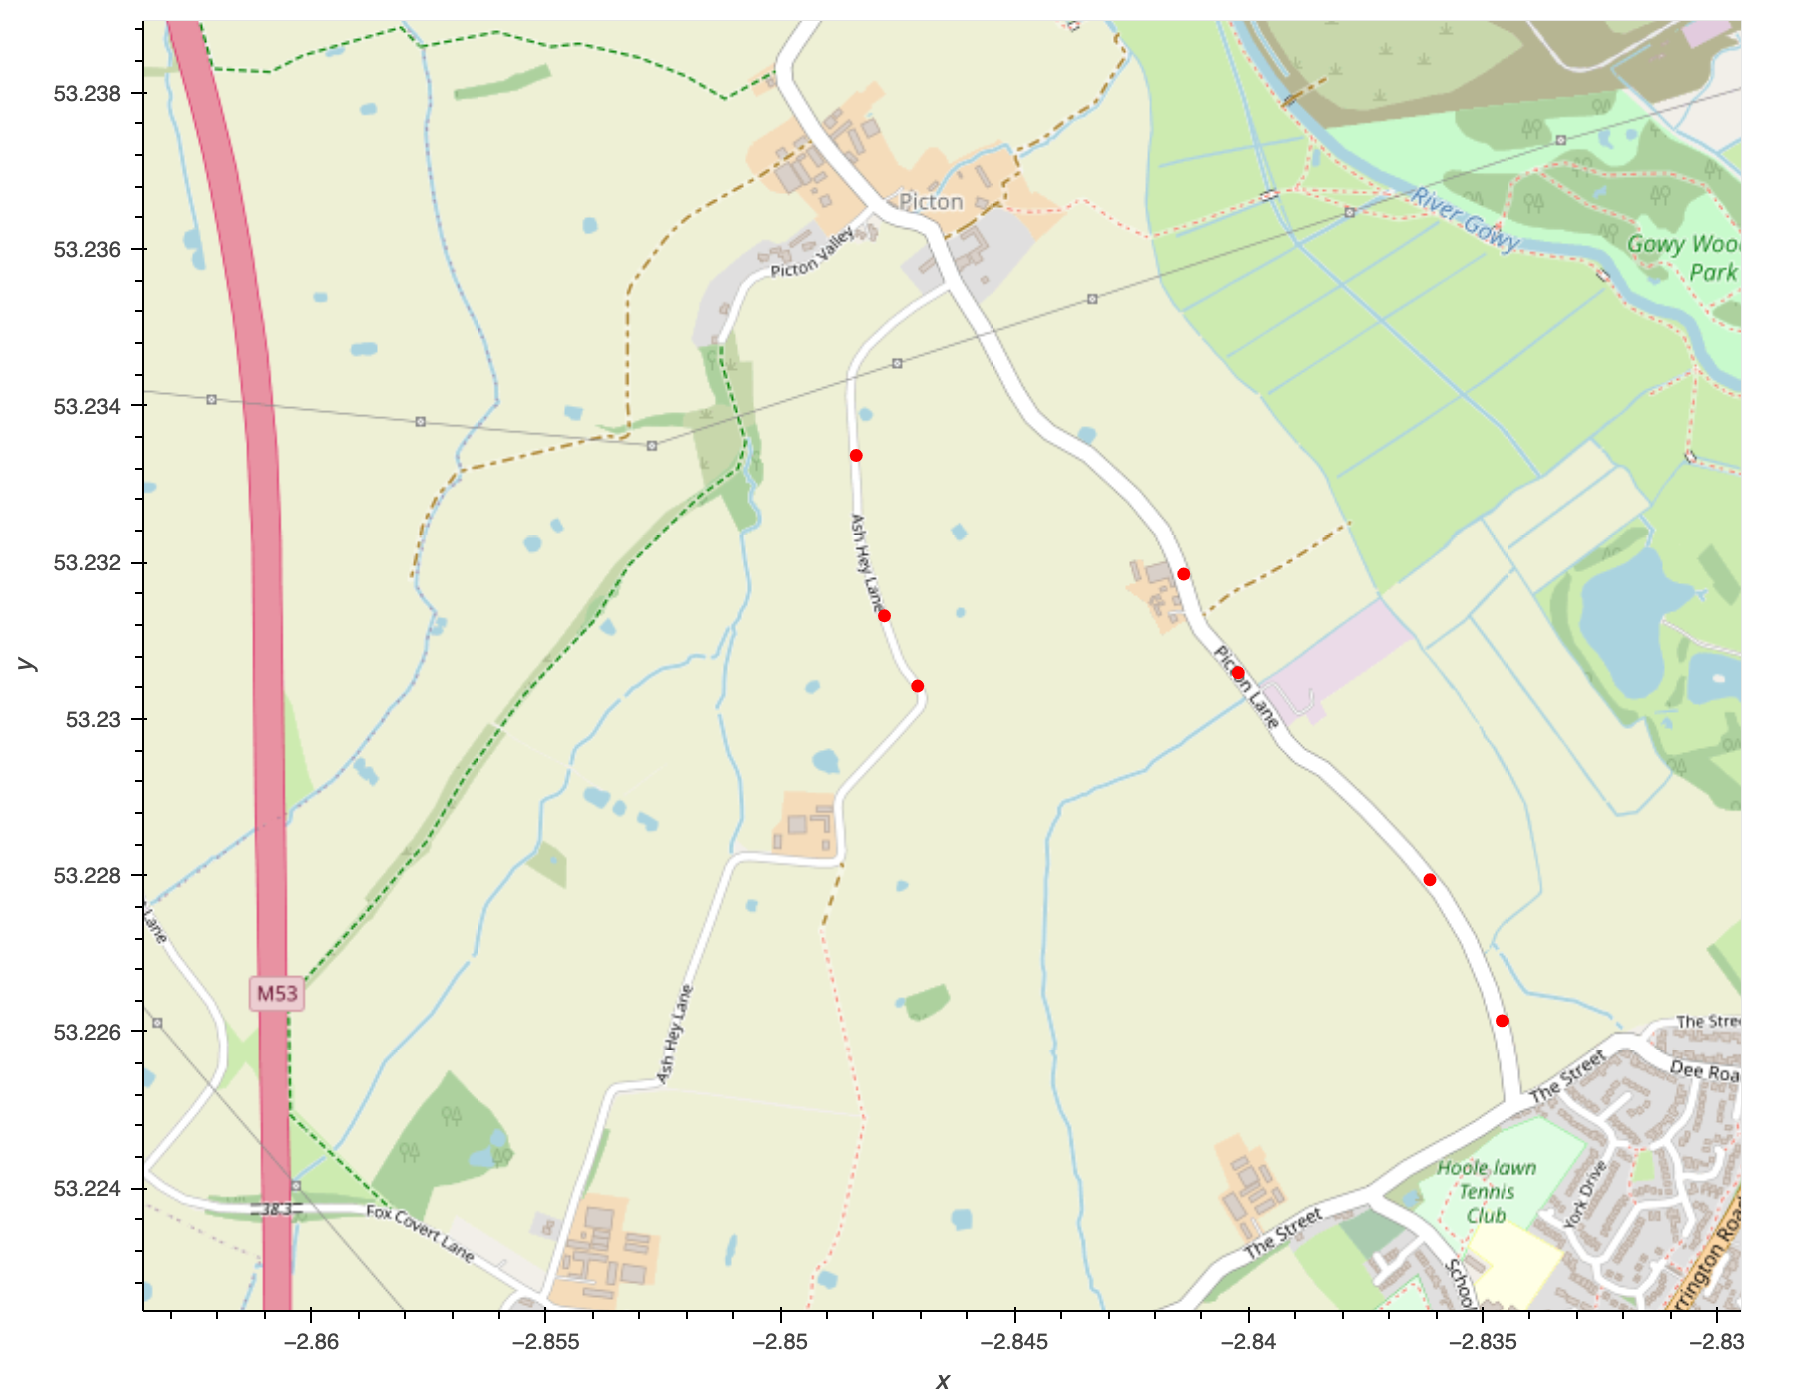 53.238
53.236
53.234
53.232
53.23
53.228
53.226
53.224
y
−2.86
−2.855
−2.85
−2.845
−2.84
−2.835
−2.83
x
Picton
Picton Valley
River Gowy
Gowy Woo
Park
Ash Hey Lane
Picton Lane
Lane
M53
Ash Hey Lane
The Stree
The Street
Dee Roa
Hoole lawn
Tennis
Club
York Drive
38.3
Fox Covert Lane
The Street
Schoo
rrington Roa